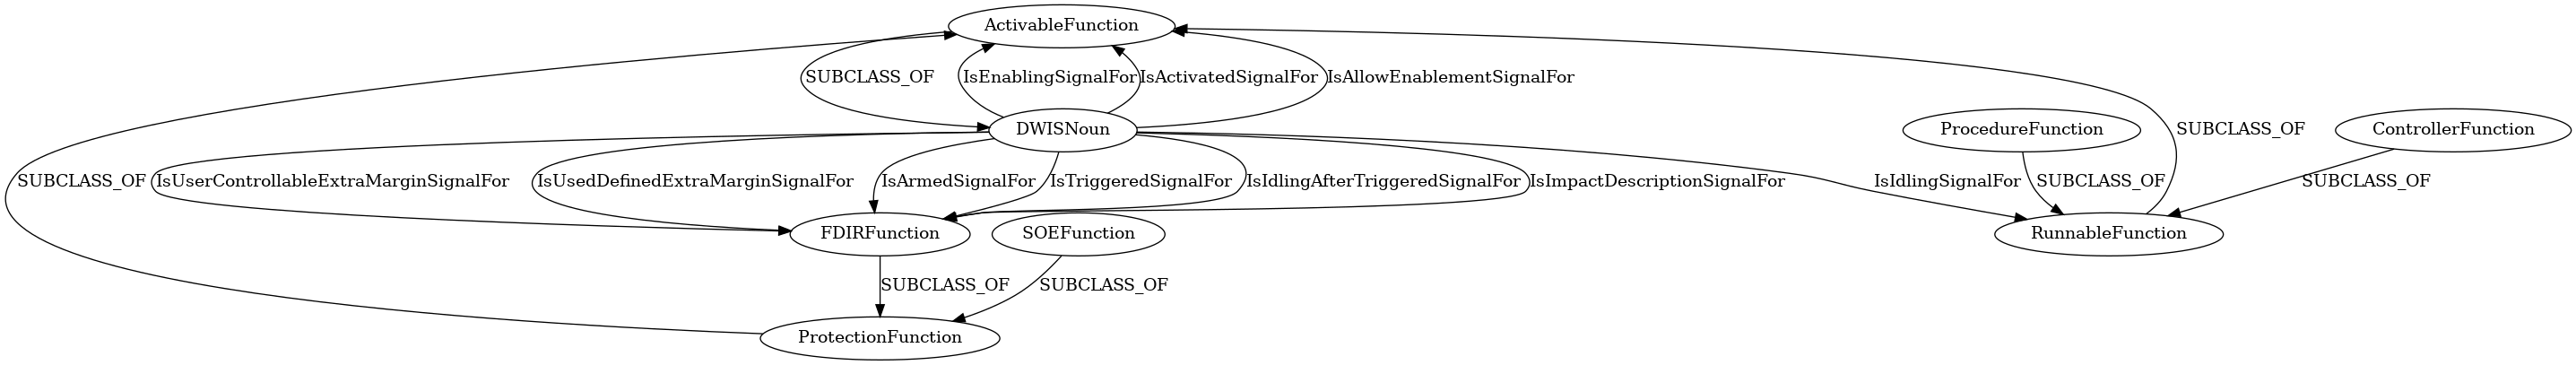 ActivableFunction
SUBCLASS_OF
IsEnablingSignalFor
IsActivatedSignalFor
IsAllowEnablementSignalFor
DWISNoun
ProcedureFunction
SUBCLASS_OF
ControllerFunction
SUBCLASS_OF
IsUserControllableExtraMarginSignalFor
IsUsedDefinedExtraMarginSignalFor
IsArmedSignalFor
IsTriggeredSignalFor
IsIdlingAfterTriggeredSignalFor
IsImpactDescriptionSignalFor
IsIdlingSignalFor
SUBCLASS_OF
SUBCLASS_OF
FDIRFunction
SOEFunction
RunnableFunction
SUBCLASS_OF
SUBCLASS_OF
ProtectionFunction